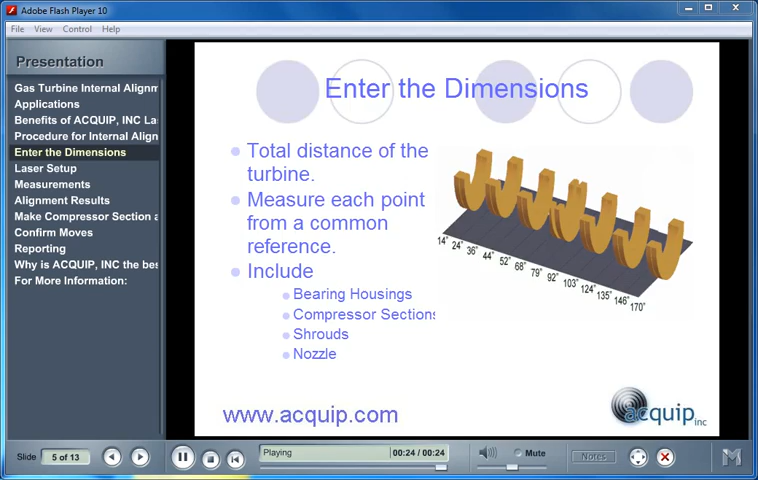 Adobe Flash Player 10
File View Control Help
Presentation
Gas Turbine Internal Alignm
Applications
Benefits of ACQUIP, INC La
Procedure for Internal Align
Enter the Dimensions
Laser Setup
Measurements
Alignment Results
Make Compressor Section a
Confirm Moves
Reporting
Why is ACQUIP, INC the bes
For More Information:
Enter the Dimensions
Total distance of the
turbine.
Measure each point
from a common
reference.
Include
Bearing Housings
Compressor Sections
Shrouds
Nozzle
14" 24" 36" 44" 52" 68" 79" 92" 103" 124" 135" 146" 170"
www.acquip.com
acquip inc
Slide 5 of 13
Playing 00:24 / 00:24
Mute
Notes